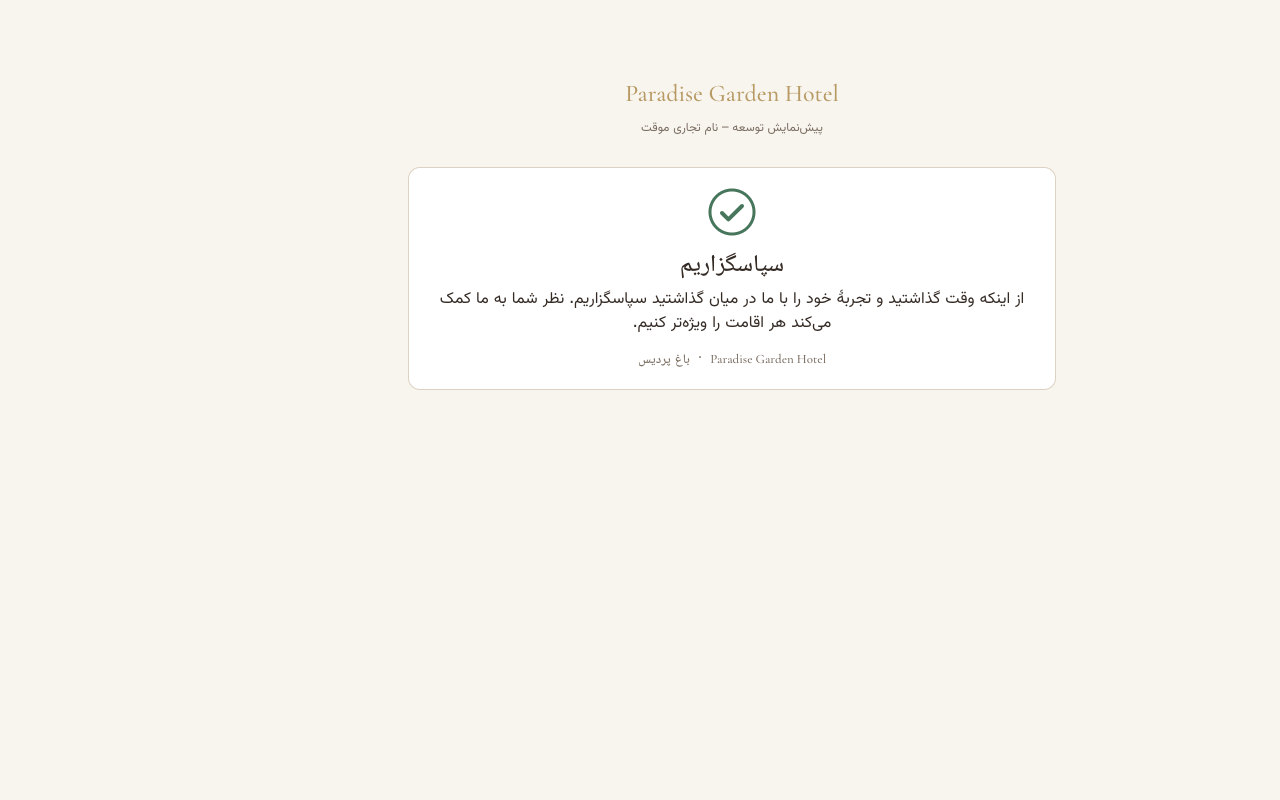 Paradise Garden Hotel
پیش‌نمایش توسعه – نام تجاری موقت
سپاسگزاریم
از اینکه وقت گذاشتید و تجربهٔ خود را با ما در میان گذاشتید سپاسگزاریم. نظر شما به ما کمک
می‌کند هر اقامت را ویژه‌تر کنیم.
Paradise Garden Hotel · باغ پردیس